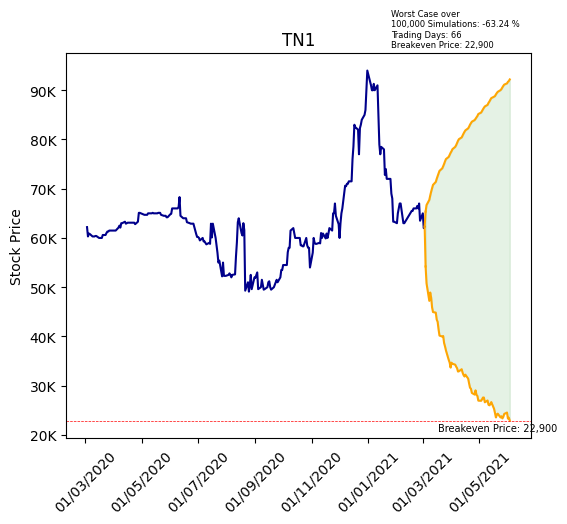 Worst Case over
100,000 Simulations: -63.24 %
Trading Days: 66
Breakeven Price: 22,900
TN1
Stock Price
90K
80K
70K
60K
50K
40K
30K
20K
Breakeven Price: 22,900
01/03/2020
01/05/2020
01/07/2020
01/09/2020
01/11/2020
01/01/2021
01/03/2021
01/05/2021